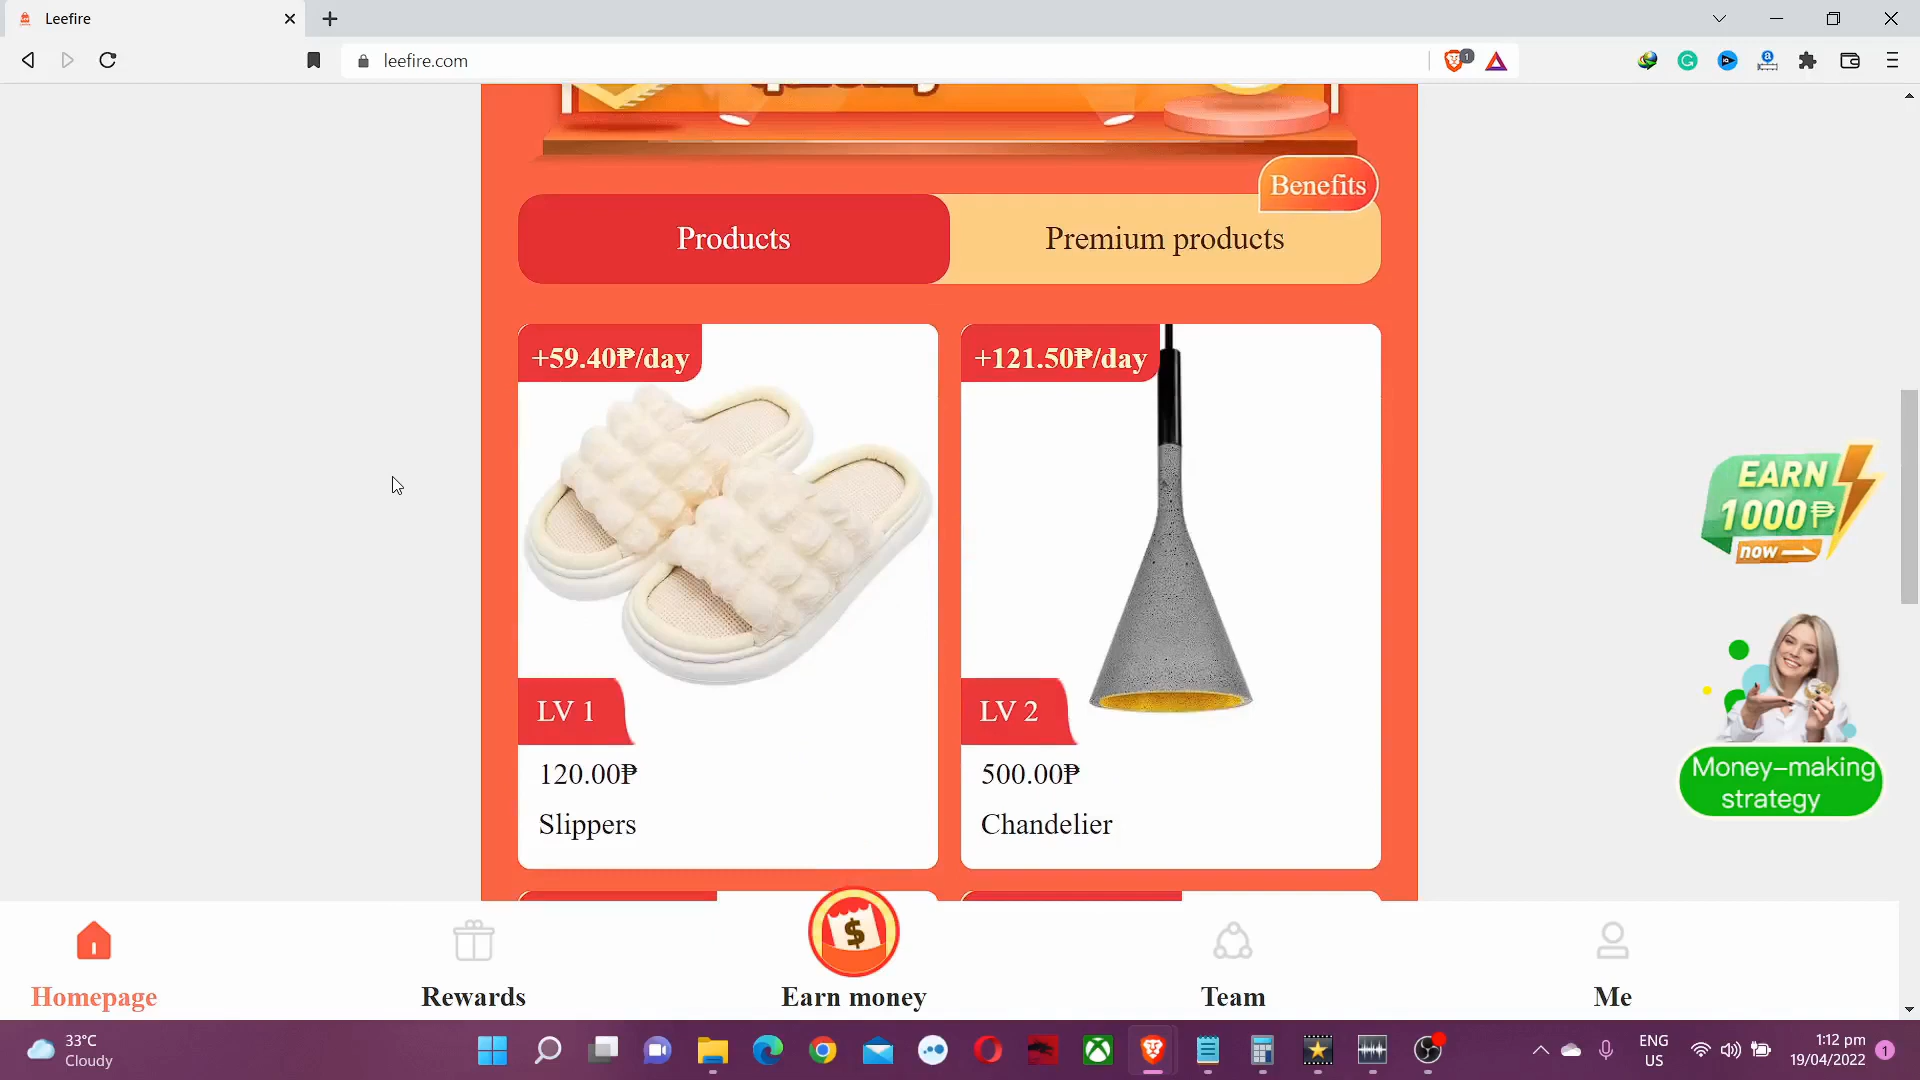 Leefire
leefire.com
1
Benefits
Products
Premium products
+59.40₱/day
+121.50₱/day
EARN
1000₱
now
LV 1
LV 2
120.00₱
500.00₱
Slippers
Chandelier
Money-making
strategy
$
Homepage
Rewards
Earn money
Team
Me
33°C
Cloudy
ENG
US
1:12 pm
19/04/2022
1